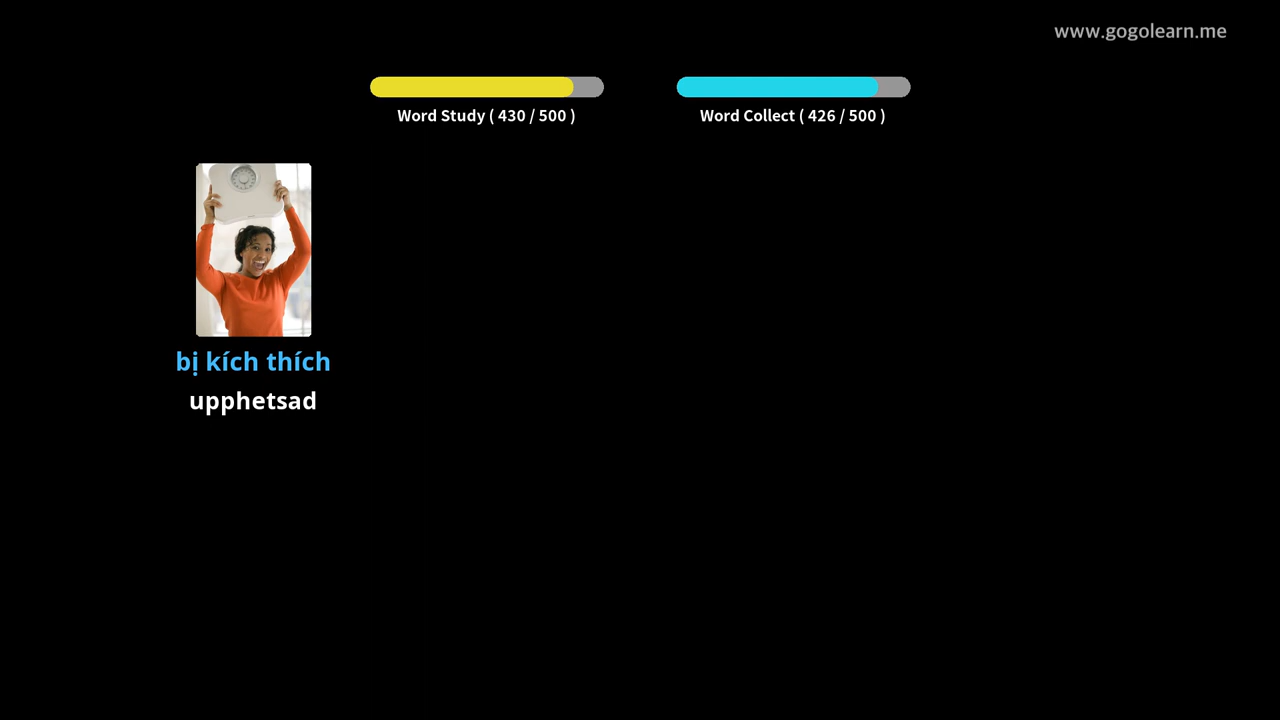 www.gogolearn.me
Word Study ( 430 / 500 )
Word Collect ( 426 / 500 )
bị kích thích
upphetsad